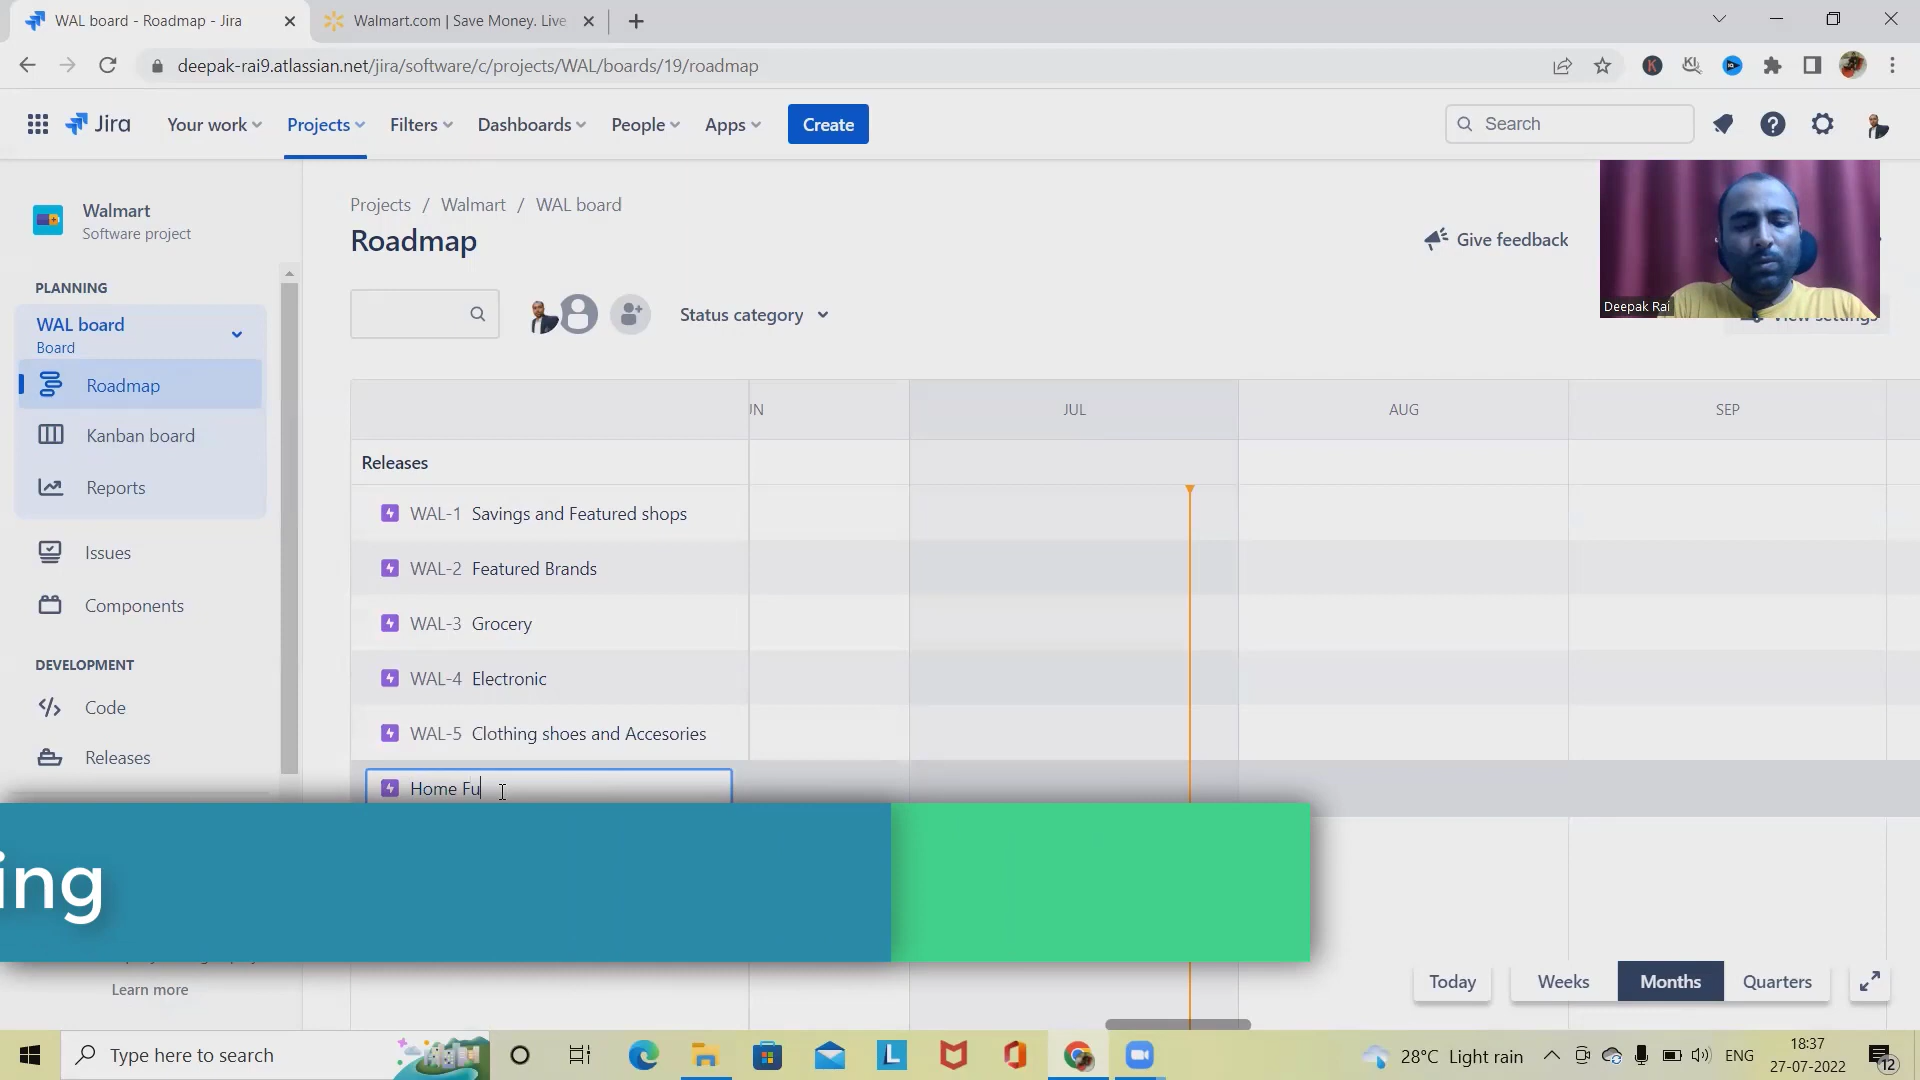 WAL board - Roadmap - Jira
Walmart.com | Save Money. Live
deepak-rai9.atlassian.net/jira/software/c/projects/WAL/boards/19/roadmap
Jira
Your work
Projects
Filters
Dashboards
People
Apps
Create
Search
Walmart
Software project
Projects / Walmart / WAL board
Roadmap
Give feedback
Deepak Rai
View settings
PLANNING
WAL board
Board
Roadmap
Kanban board
Reports
Issues
Components
DEVELOPMENT
Code
Releases
Learn more
Status category
JUL
AUG
SEP
Releases
WAL-1 Savings and Featured shops
WAL-2 Featured Brands
WAL-3 Grocery
WAL-4 Electronic
WAL-5 Clothing shoes and Accesories
Home Fu
ing
Today
Weeks
Months
Quarters
Type here to search
28°C Light rain
ENG
18:37
27-07-2022
12